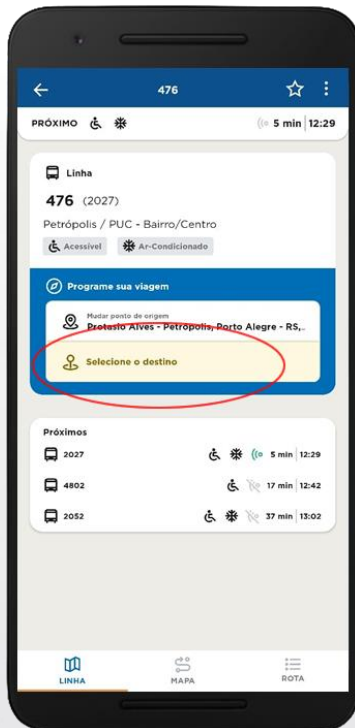 476
PRÓXIMO 5 min 12:29
Linha
476 (2027)
Petrópolis / PUC - Bairro/Centro
Acessível Ar-Condicionado
Programe sua viagem
Mudar ponto de origem
Protasio Alves - Petropolis, Porto Alegre - RS,..
Selecione o destino
Próximos
2027 5 min 12:29
4802 17 min 12:42
2052 37 min 13:02
LINHA MAPA ROTA